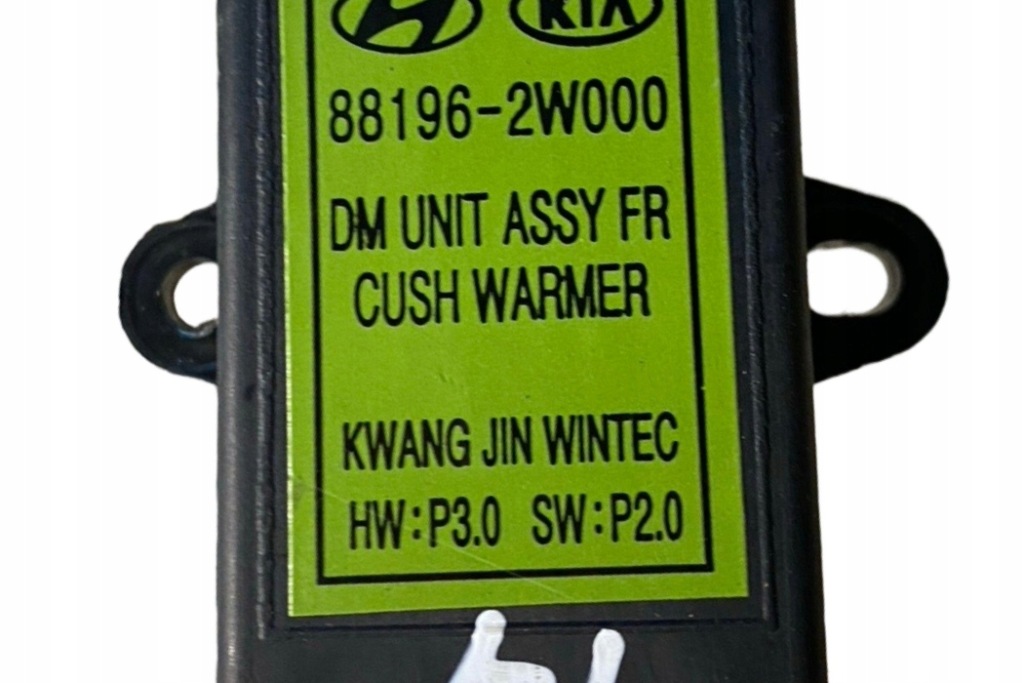 KIA
88196-2W000
DM UNIT ASSY FR
CUSH WARMER
KWANG JIN WINTEC
HW:P3.0 SW:P2.0